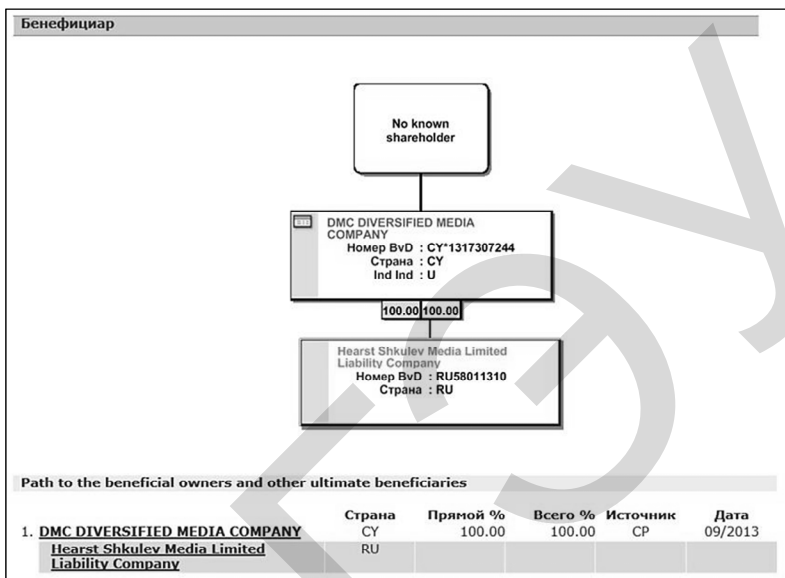 Бенефициар
No known
shareholder
DMC DIVERSIFIED MEDIA
COMPANY
Номер BvD : CY*1317307244
Страна : CY
Ind Ind : U
100.00 100.00
Hearst Shkulev Media Limited
Liability Company
Номер BvD : RU58011310
Страна : RU
Path to the beneficial owners and other ultimate beneficiaries
Страна Прямой % Всего % Источник Дата
1. DMC DIVERSIFIED MEDIA COMPANY CY 100.00 100.00 CP 09/2013
Hearst Shkulev Media Limited RU
Liability Company